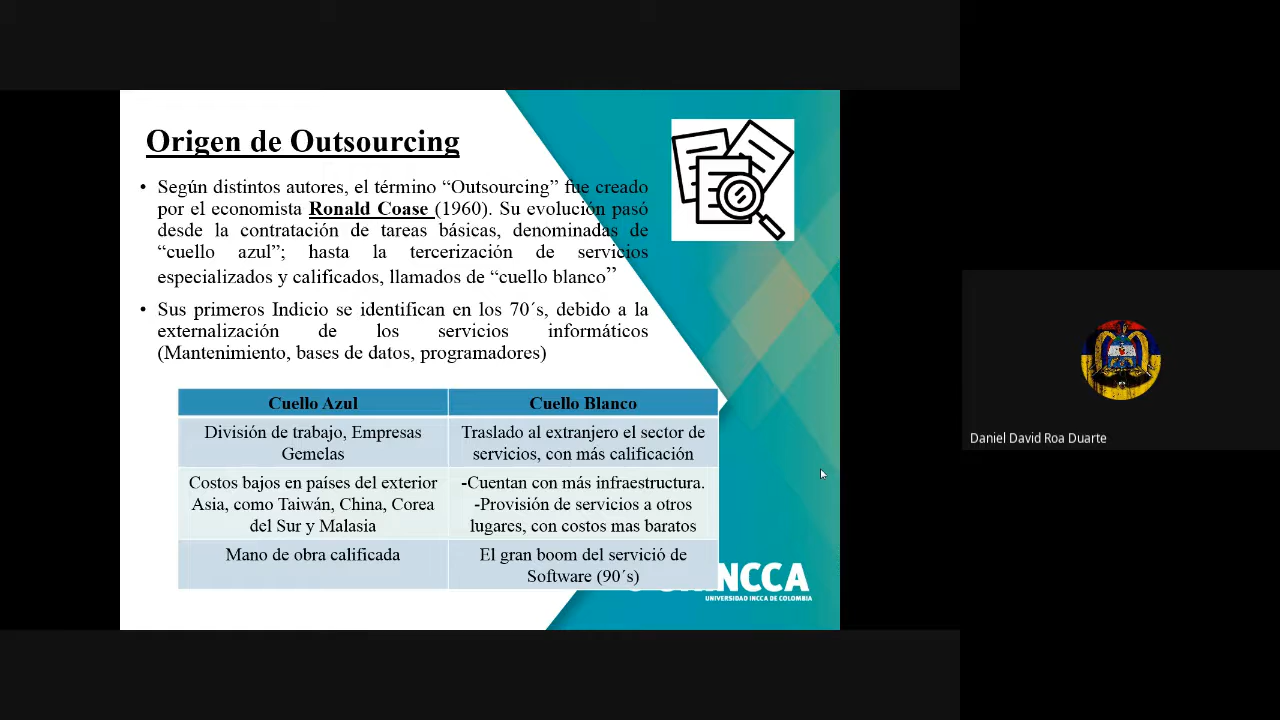 Origen de Outsourcing
• Según distintos autores, el término “Outsourcing” fue creado
por el economista Ronald Coase (1960). Su evolución pasó
desde la contratación de tareas básicas, denominadas de
“cuello azul”; hasta la tercerización de servicios
especializados y calificados, llamados de “cuello blanco”
• Sus primeros Indicio se identifican en los 70´s, debido a la
externalización de los servicios informáticos
(Mantenimiento, bases de datos, programadores)
Cuello Azul
Cuello Blanco
División de trabajo, Empresas
Gemelas
Traslado al extranjero el sector de
servicios, con más calificación
Costos bajos en países del exterior
Asia, como Taiwán, China, Corea
del Sur y Malasia
-Cuentan con más infraestructura.
-Provisión de servicios a otros
lugares, con costos mas baratos
Mano de obra calificada
El gran boom del servició de
Software (90´s)
UNIVERSIDAD INCCA DE COLOMBIA
Daniel David Roa Duarte